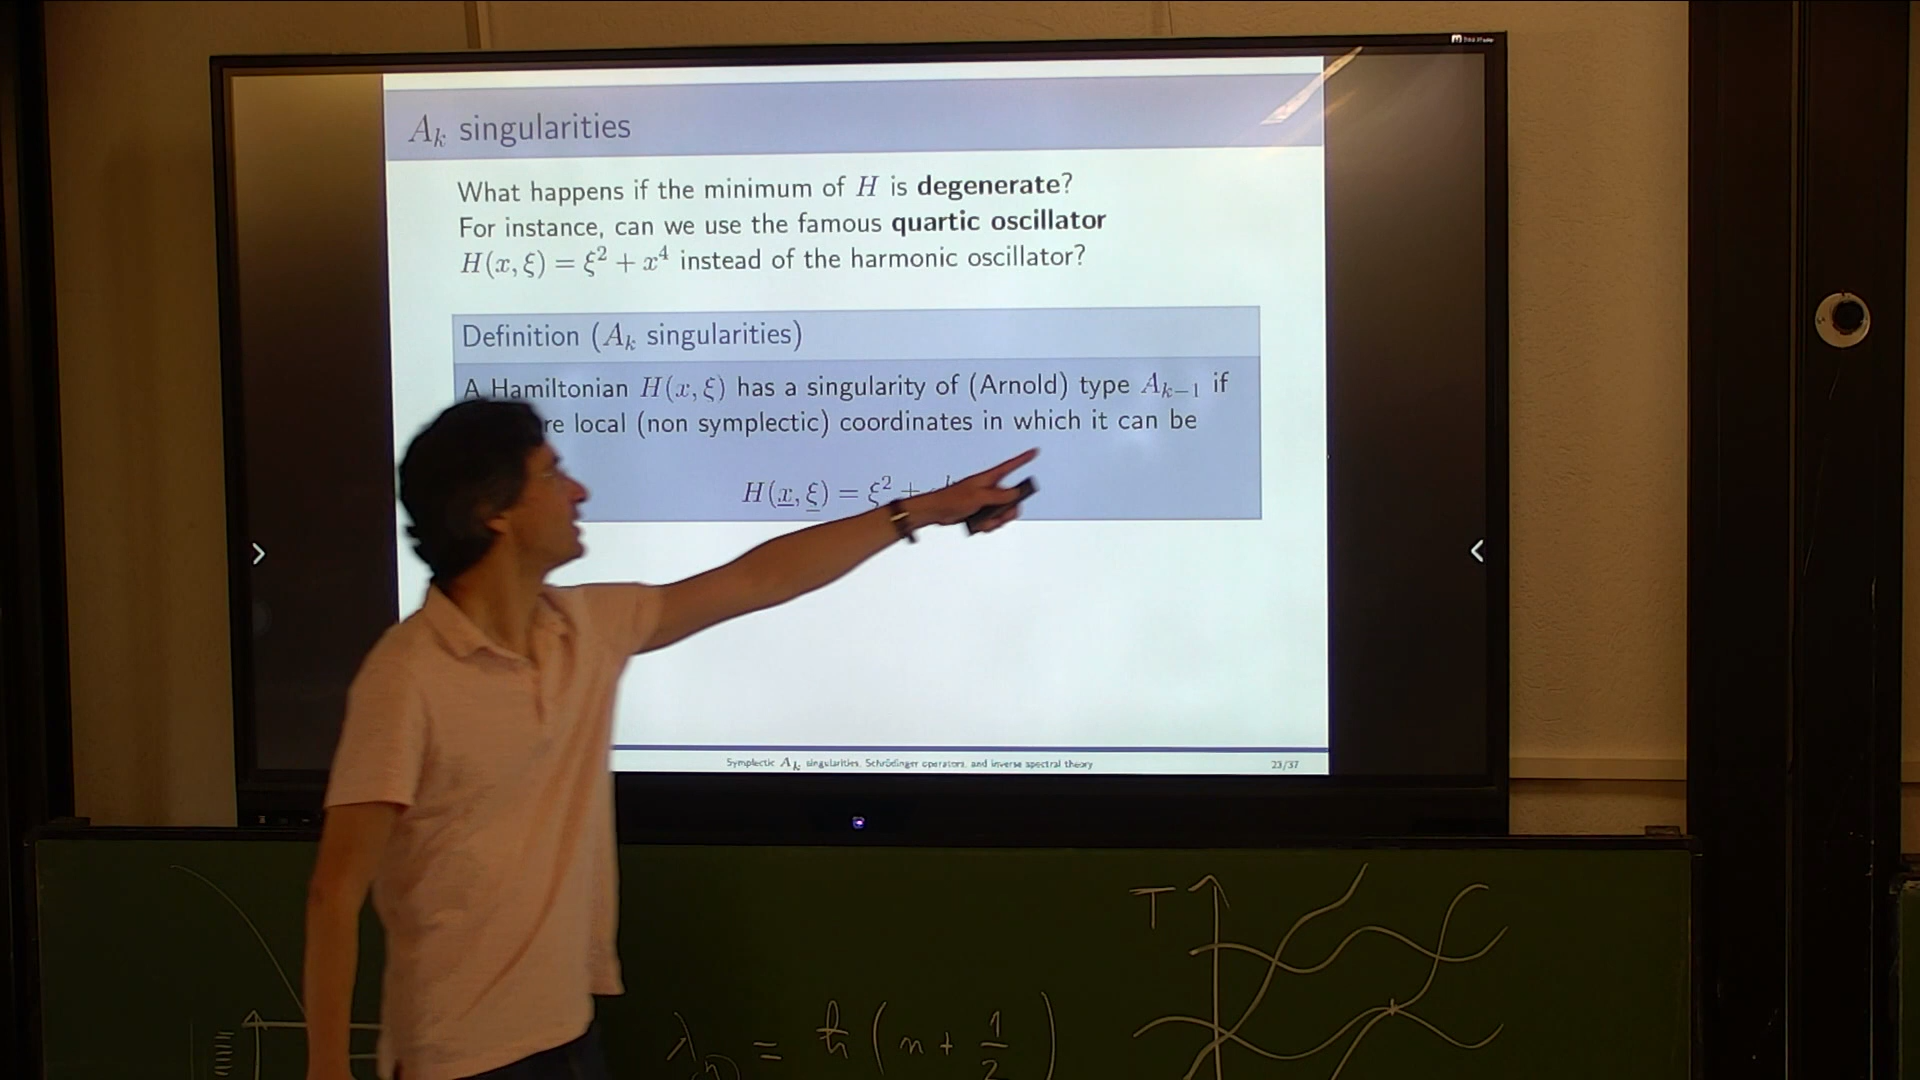 A_k singularities
What happens if the minimum of H is degenerate?
For instance, can we use the famous quartic oscillator
H(x, ξ) = ξ² + x⁴ instead of the harmonic oscillator?
Definition (A_k singularities)
A Hamiltonian H(x, ξ) has a singularity of (Arnold) type A_{k−1} if
local (non symplectic) coordinates in which it can be
H(x, ξ) = ξ² +
Symplectic A_k singularities, Schrödinger operators, and inverse spectral theory
23/37
T
λ_n = ħ (n + 1/2)